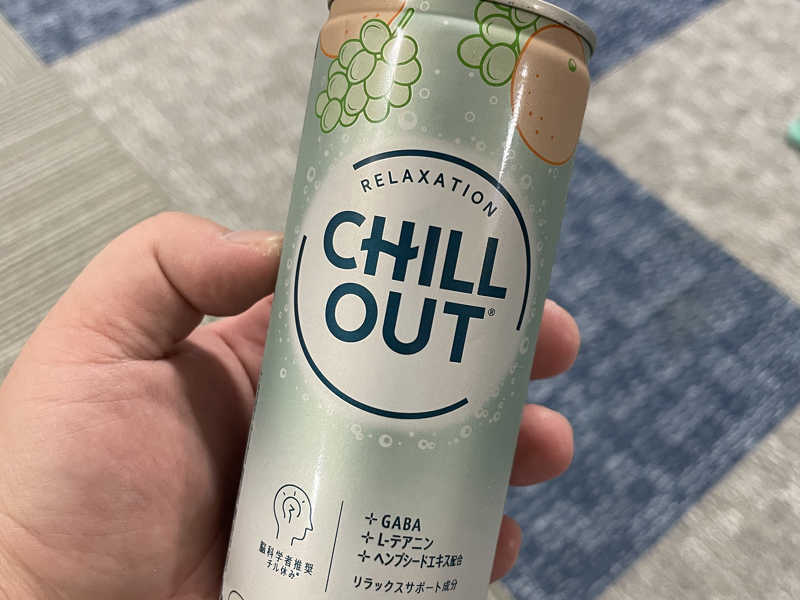 RELAXATION
CHILL
OUT®
脳科学者推奨
チル休み®
GABA
L-テアニン
ヘンプシードエキス配合
リラックスサポート成分